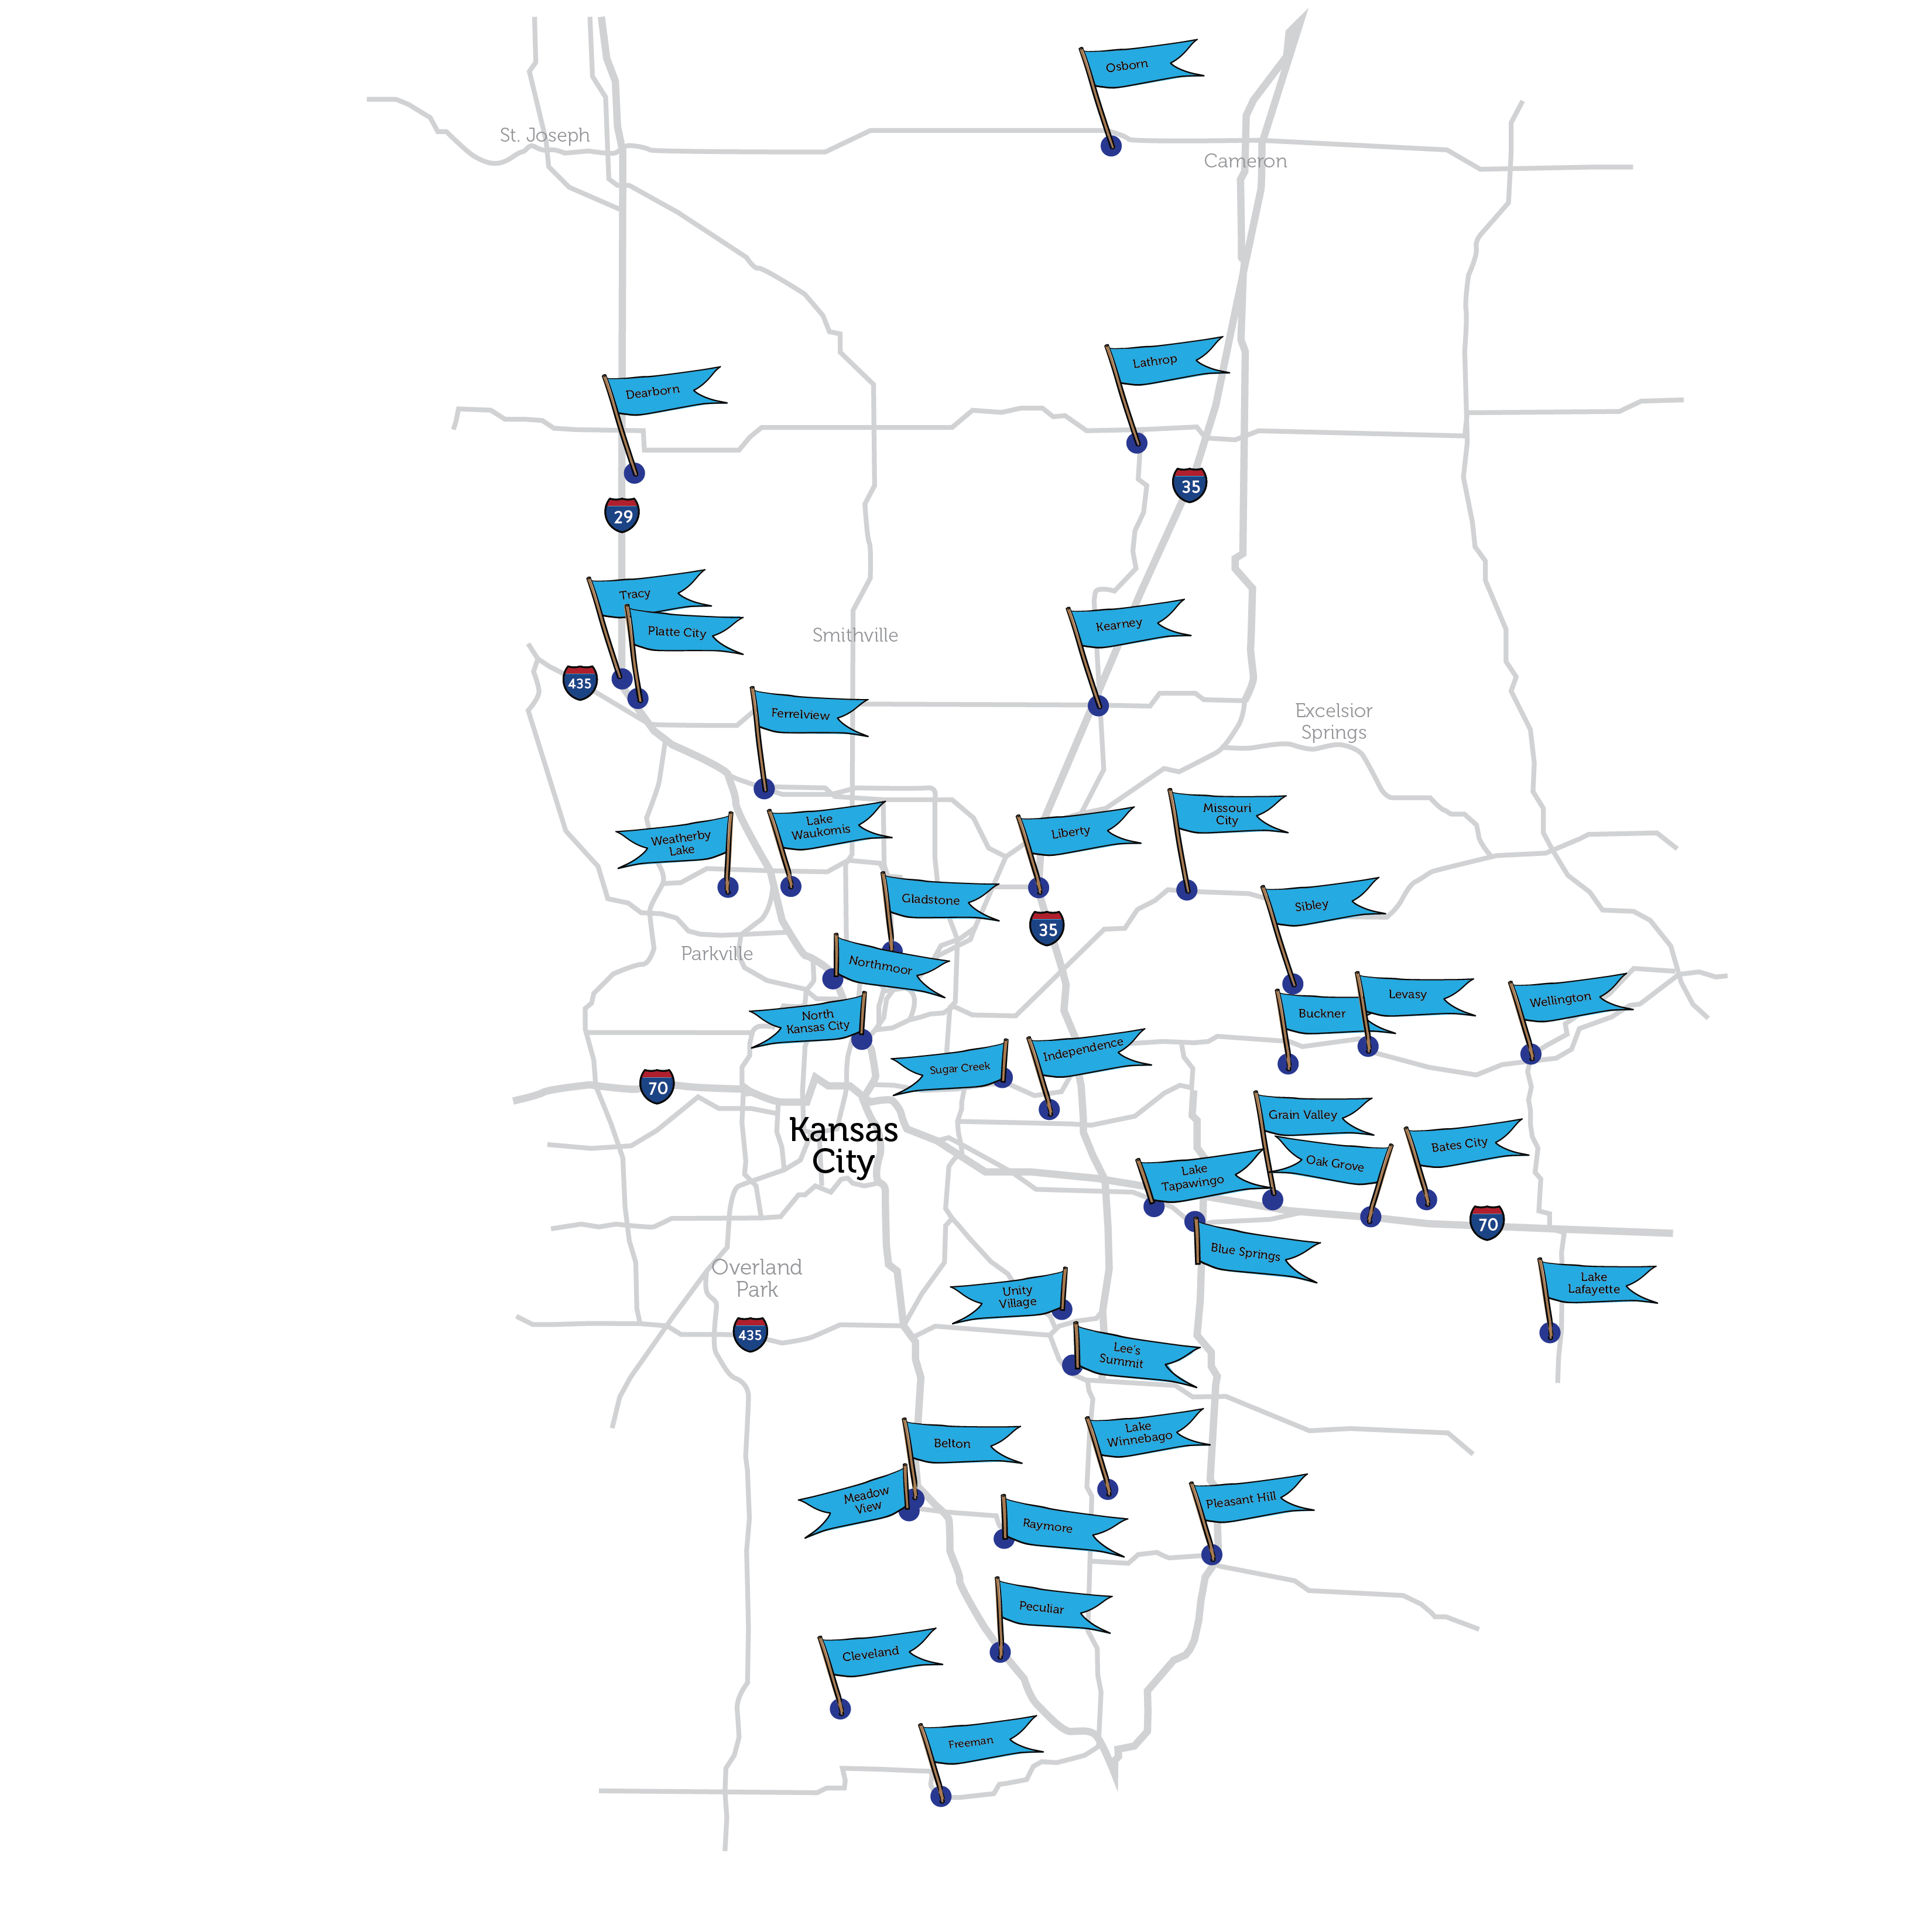 Osborn
St. Joseph
Cameron
Lathrop
Dearborn
35
29
Tracy
Platte City
Smithville
Kearney
435
Ferrelview
Excelsior
Springs
Missouri
City
Lake
Waukomis
Liberty
Weatherby
Lake
Gladstone
Sibley
35
Parkville
Northmoor
Levasy
Wellington
Buckner
North
Kansas City
Independence
Sugar Creek
70
Grain Valley
Kansas
City
Bates City
Oak Grove
Lake
Tapawingo
70
Blue Springs
Overland
Park
Lake
Lafayette
Unity
Village
435
Lee's
Summit
Lake
Winnebago
Belton
Meadow
View
Pleasant Hill
Raymore
Peculiar
Cleveland
Freeman